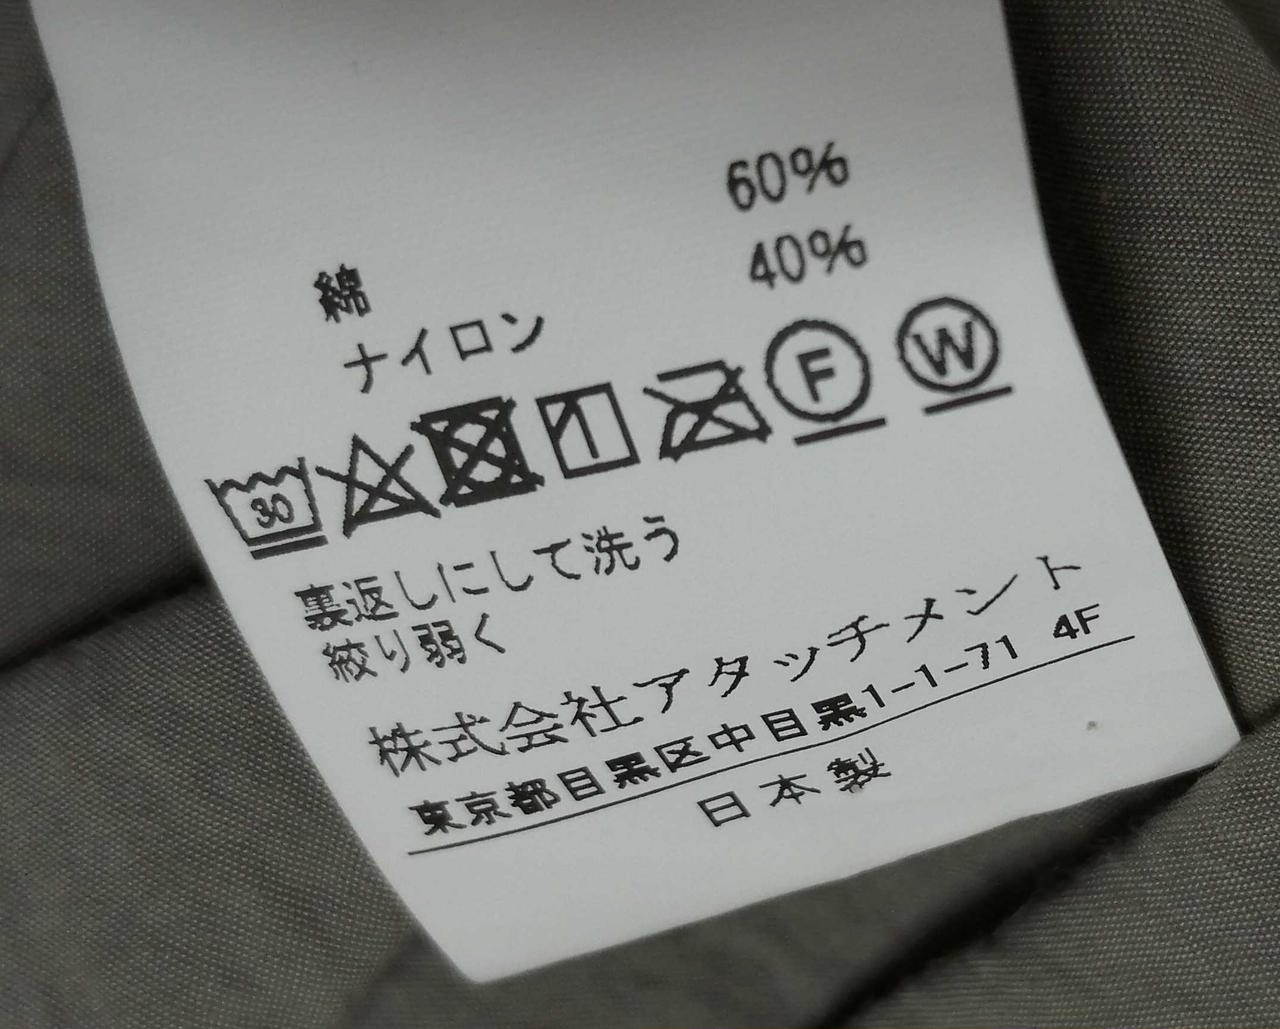 綿 60%
ナイロン 40%
30 F W
裏返しにして洗う
絞り弱く
株式会社アタッチメント
東京都目黒区中目黒1-1-71 4F
日本製